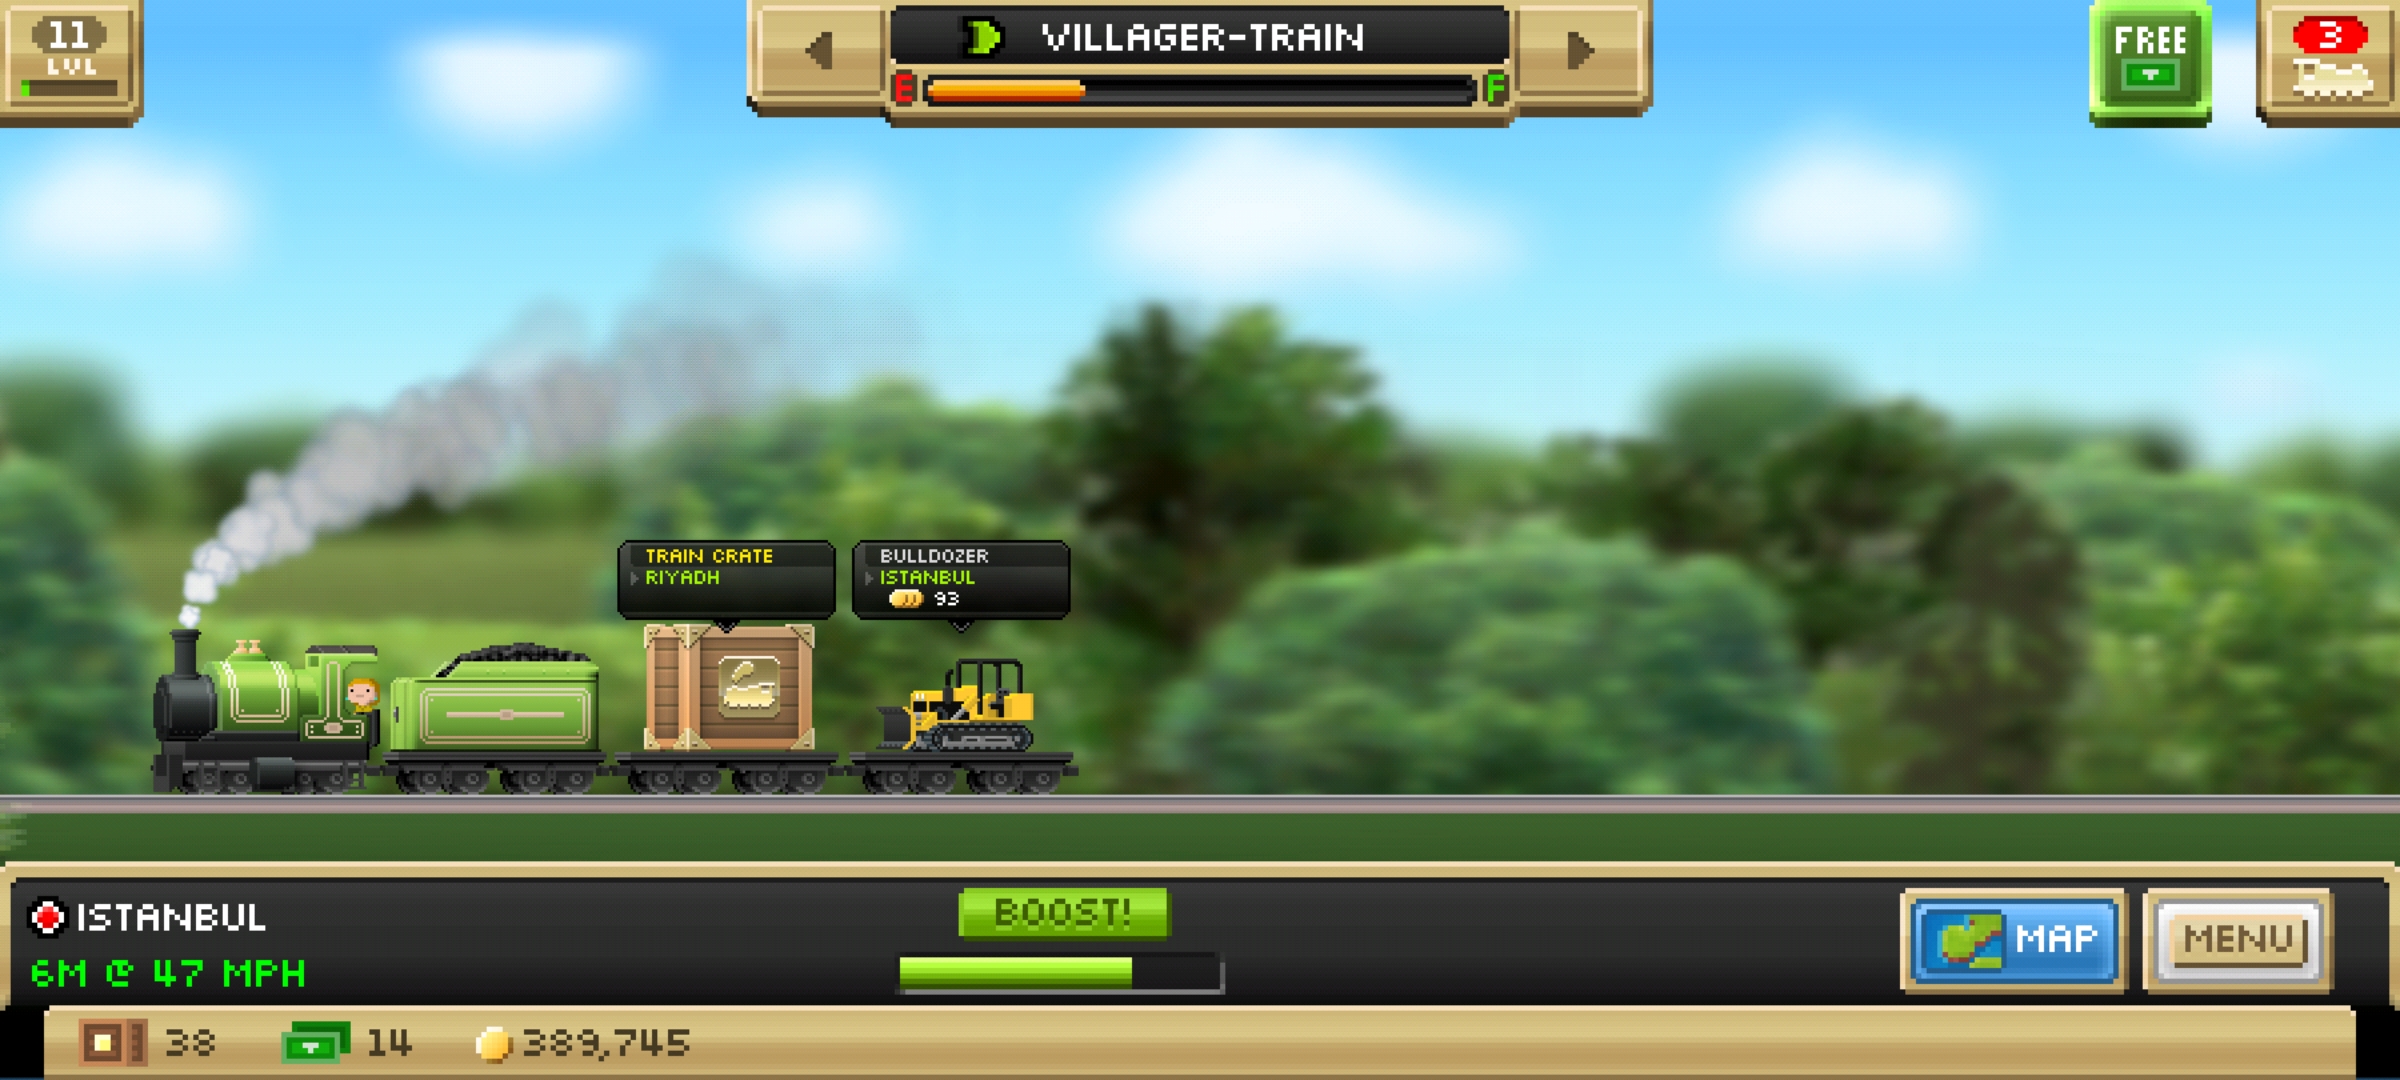 11
LVL
VILLAGER-TRAIN
E F
FREE
3
TRAIN CRATE
RIYADH
BULLDOZER
ISTANBUL
93
ISTANBUL
6M @ 47 MPH
BOOST!
MAP
MENU
38
14
389,745